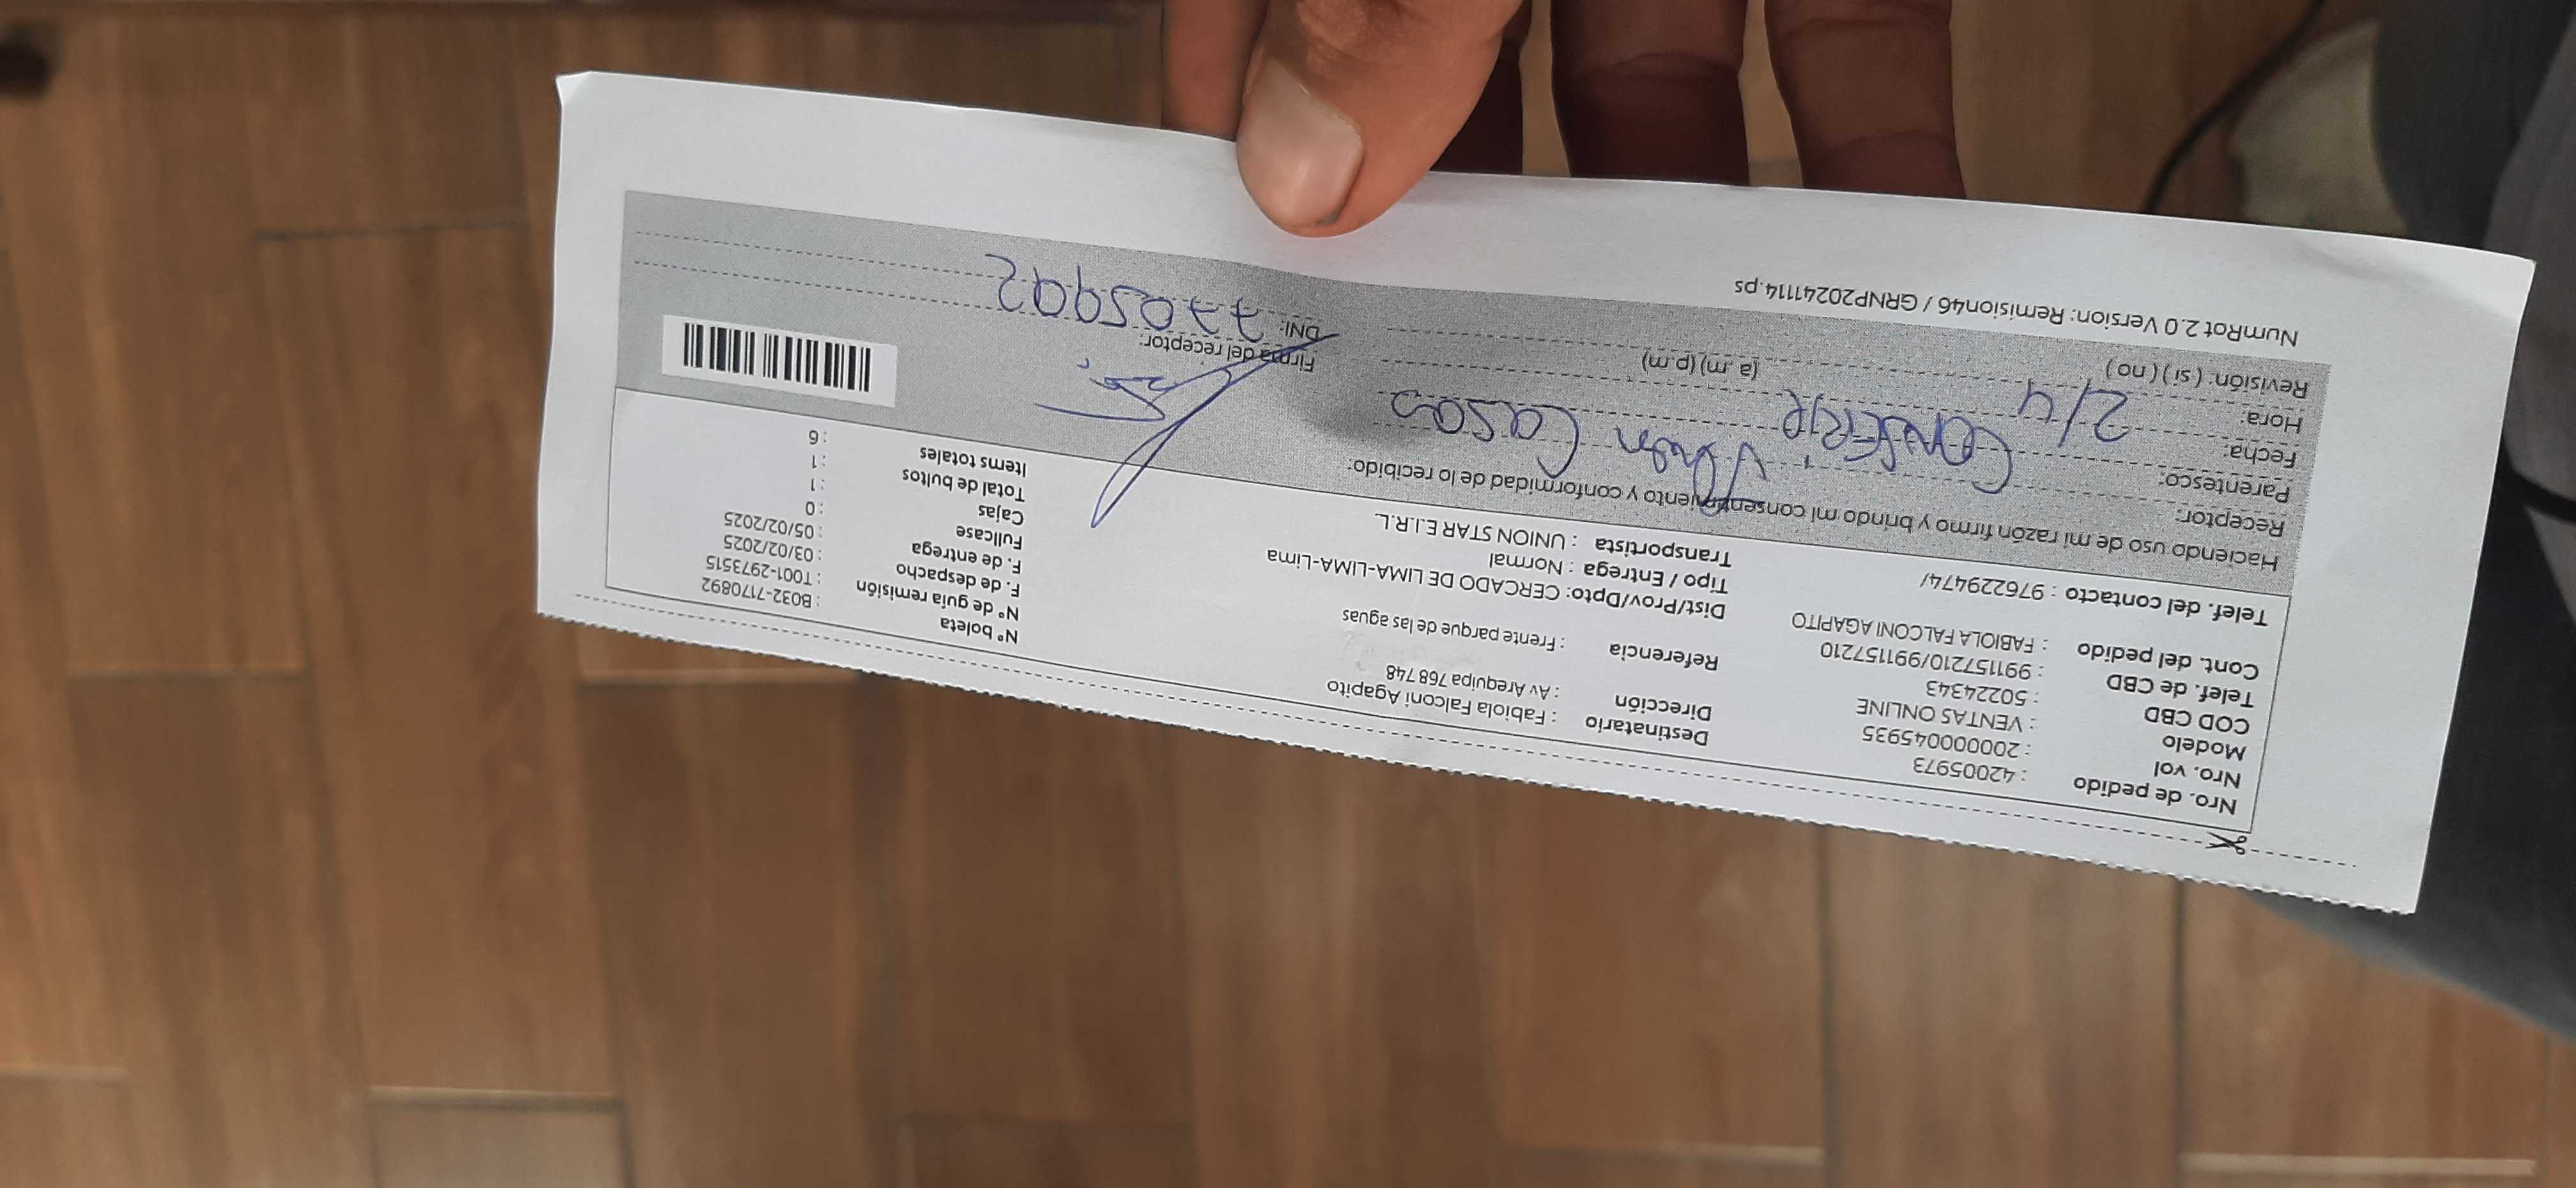 Nro. de pedido : 42005973
Nro. vol : 20000045935
Modelo : VENTAS ONLINE
COD CBD : 50224343
Telef. de CBD : 991157210/991157210
Cont. del pedido : FABIOLA FALCONI AGAPITO
Telef. del contacto : 976229474/
Destinatario : Fabiola Falconi Agapito
Dirección : Av Arequipa 768 748
Referencia : Frente parque de las aguas
Dist/Prov/Dpto: CERCADO DE LIMA-LIMA-Lima
Tipo / Entrega : Normal
Transportista : UNION STAR E.I.R.L.
N° boleta : B032-7170892
N° de guía remisión : T001-2973515
F. de despacho : 03/02/2025
F. de entrega : 05/02/2025
Fullcase : 0
Cajas : 1
Total de bultos : 1
Items totales : 6
Haciendo uso de mi razón firmo y brindo mi consentimiento y conformidad de lo recibido:
Receptor: Casas
Parentesco:
Fecha: 2/4
Hora: (a .m) (p.m)
Revisión: ( si ) ( no )
Firma del receptor:
DNI: 7705992
NumRot 2.0 Version: Remision46 / GRNP20241114.ps